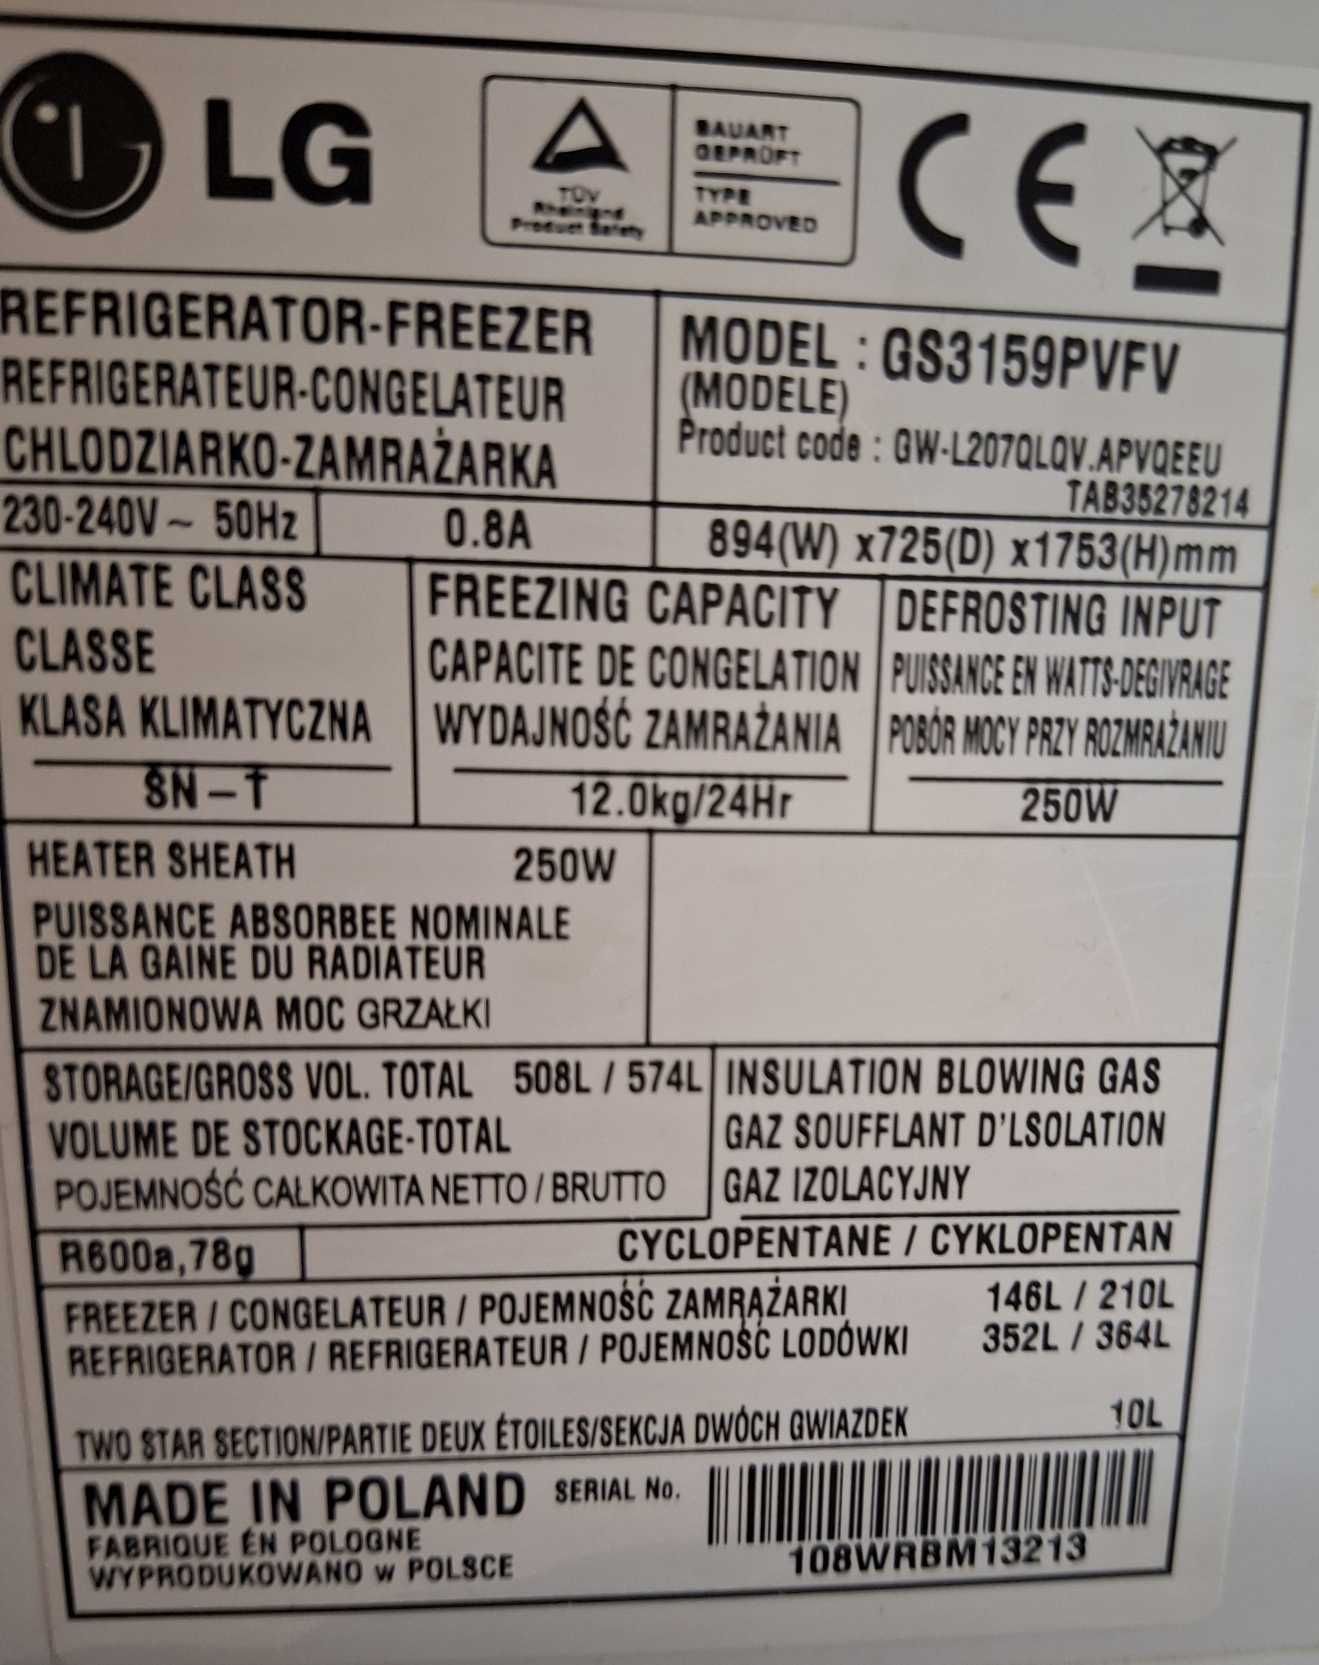 LG
TÜV
Rheinland
Product Safety
BAUART
GEPRÜFT
TYPE
APPROVED
CE
REFRIGERATOR-FREEZER
REFRIGERATEUR-CONGELATEUR
CHLODZIARKO-ZAMRAŻARKA
MODEL : GS3159PVFV
(MODELE)
Product code : GW-L207QLQV.APVQEEU
TAB35278214
230-240V ~ 50Hz
0.8A
894(W) x725(D) x1753(H)mm
CLIMATE CLASS
CLASSE
KLASA KLIMATYCZNA
SN – T
FREEZING CAPACITY
CAPACITE DE CONGELATION
WYDAJNOŚĆ ZAMRAŻANIA
12.0kg/24Hr
DEFROSTING INPUT
PUISSANCE EN WATTS-DEGIVRAGE
POBÓR MOCY PRZY ROZMRAŻANIU
250W
HEATER SHEATH 250W
PUISSANCE ABSORBEE NOMINALE
DE LA GAINE DU RADIATEUR
ZNAMIONOWA MOC GRZAŁKI
STORAGE/GROSS VOL. TOTAL 508L / 574L
VOLUME DE STOCKAGE-TOTAL
POJEMNOŚĆ CAŁKOWITA NETTO / BRUTTO
INSULATION BLOWING GAS
GAZ SOUFFLANT D'LSOLATION
GAZ IZOLACYJNY
R600a,78g
CYCLOPENTANE / CYKLOPENTAN
FREEZER / CONGELATEUR / POJEMNOŚĆ ZAMRĄŻARKI 146L / 210L
REFRIGERATOR / REFRIGERATEUR / POJEMNOŚĆ LODÓWKI 352L / 364L
TWO STAR SECTION/PARTIE DEUX ÉTOILES/SEKCJA DWÓCH GWIAZDEK 10L
MADE IN POLAND
FABRIQUE ÉN POLOGNE
WYPRODUKOWANO w POLSCE
SERIAL No.
108WRBM13213